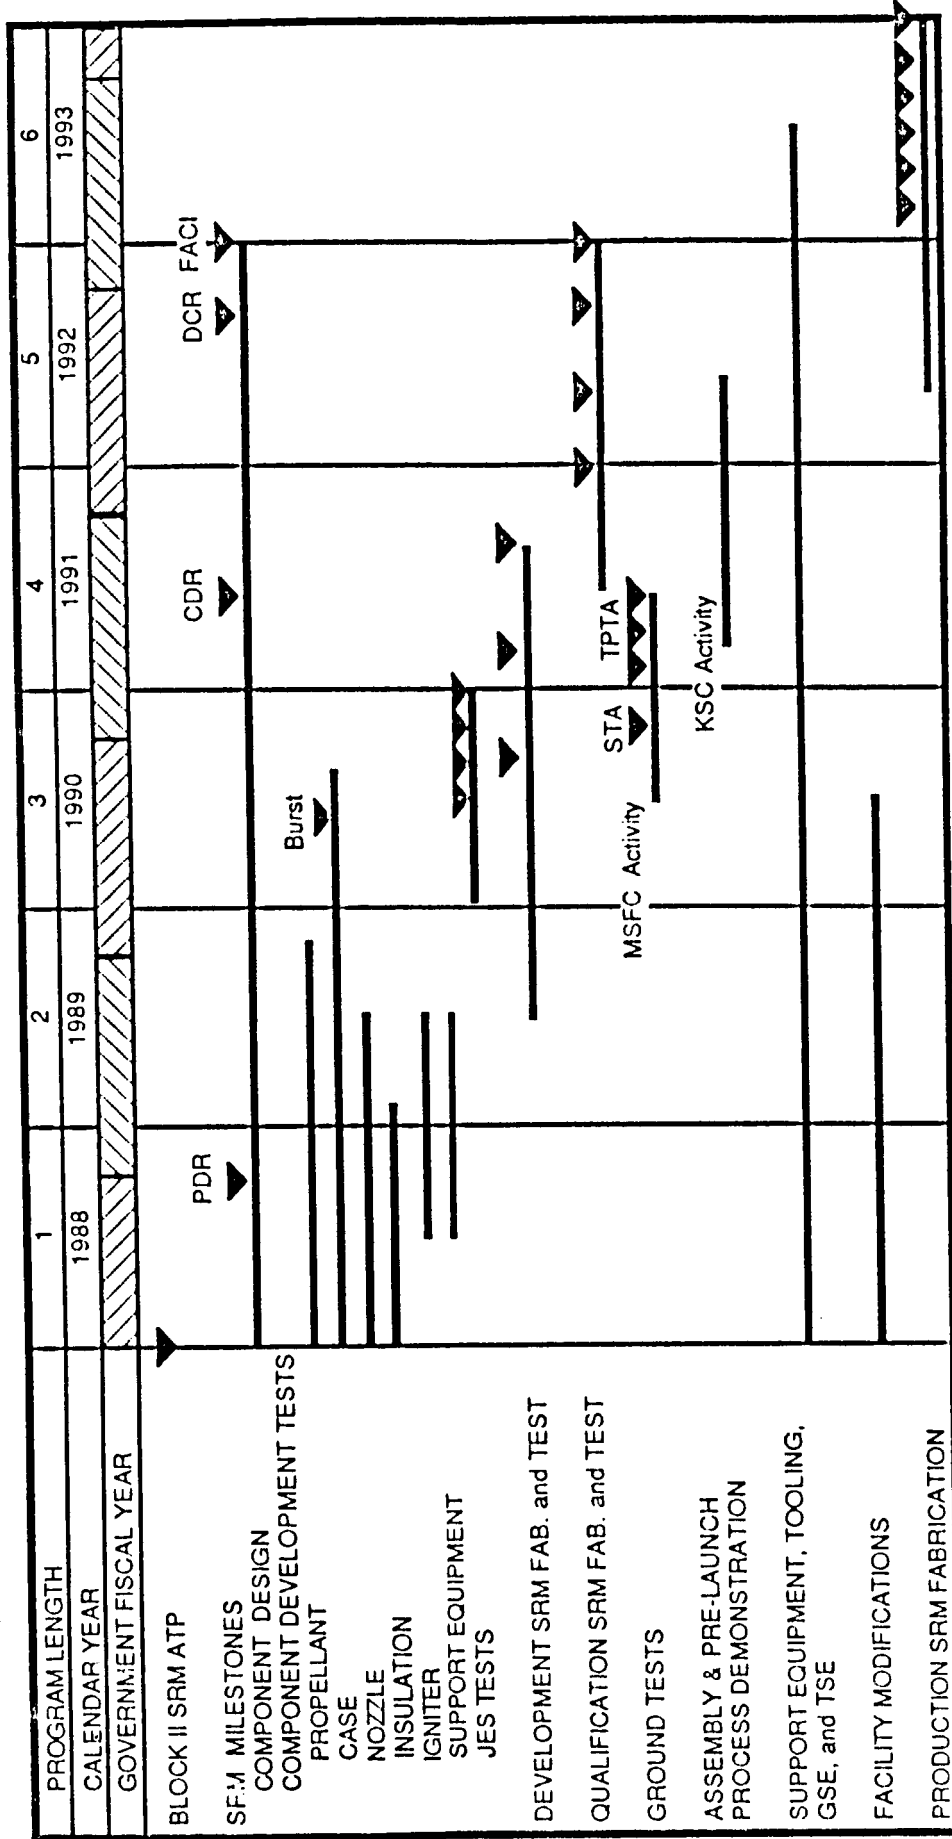 PROGRAM LENGTH 1 2 3 4 5 6
CALENDAR YEAR 1988 1989 1990 1991 1992 1993
GOVERNMENT FISCAL YEAR
BLOCK II SRM ATP
SRM MILESTONES PDR CDR DCR FACI
COMPONENT DESIGN
COMPONENT DEVELOPMENT TESTS
PROPELLANT Burst
CASE
NOZZLE
INSULATION
IGNITER
SUPPORT EQUIPMENT
JES TESTS
DEVELOPMENT SRM FAB. and TEST
QUALIFICATION SRM FAB. and TEST
STA TPTA
GROUND TESTS MSFC Activity
ASSEMBLY & PRE-LAUNCH KSC Activity
PROCESS DEMONSTRATION
SUPPORT EQUIPMENT, TOOLING,
GSE, and TSE
FACILITY MODIFICATIONS
PRODUCTION SRM FABRICATION